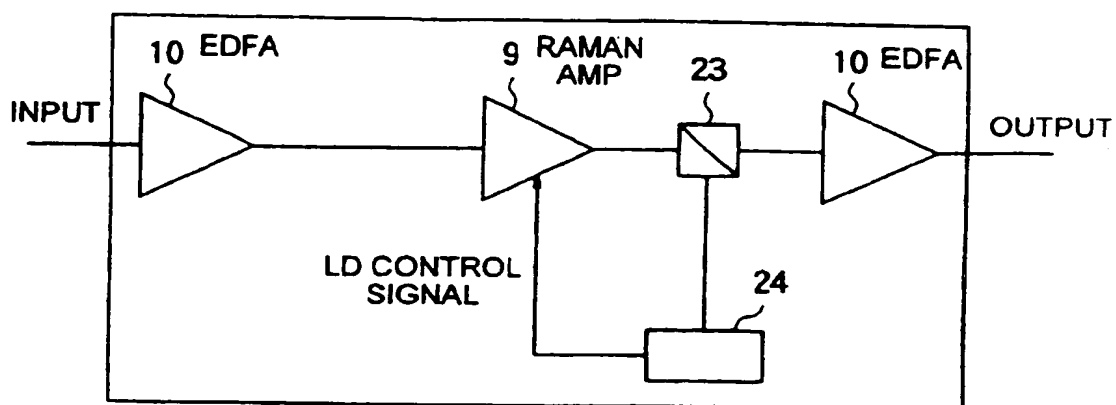 10 EDFA
9 RAMAN
AMP
23
10 EDFA
INPUT
OUTPUT
LD CONTROL
SIGNAL
24